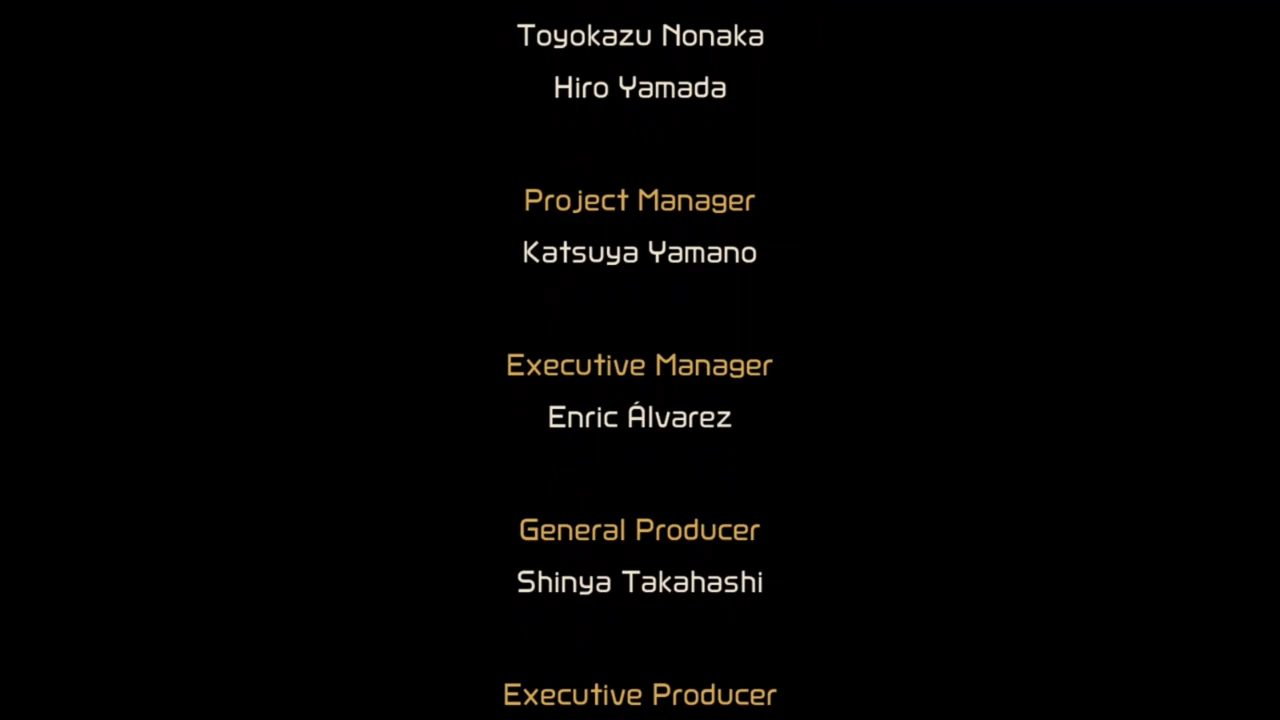 Toyokazu Nonaka
Hiro Yamada
Project Manager
Katsuya Yamano
Executive Manager
Enric Álvarez
General Producer
Shinya Takahashi
Executive Producer